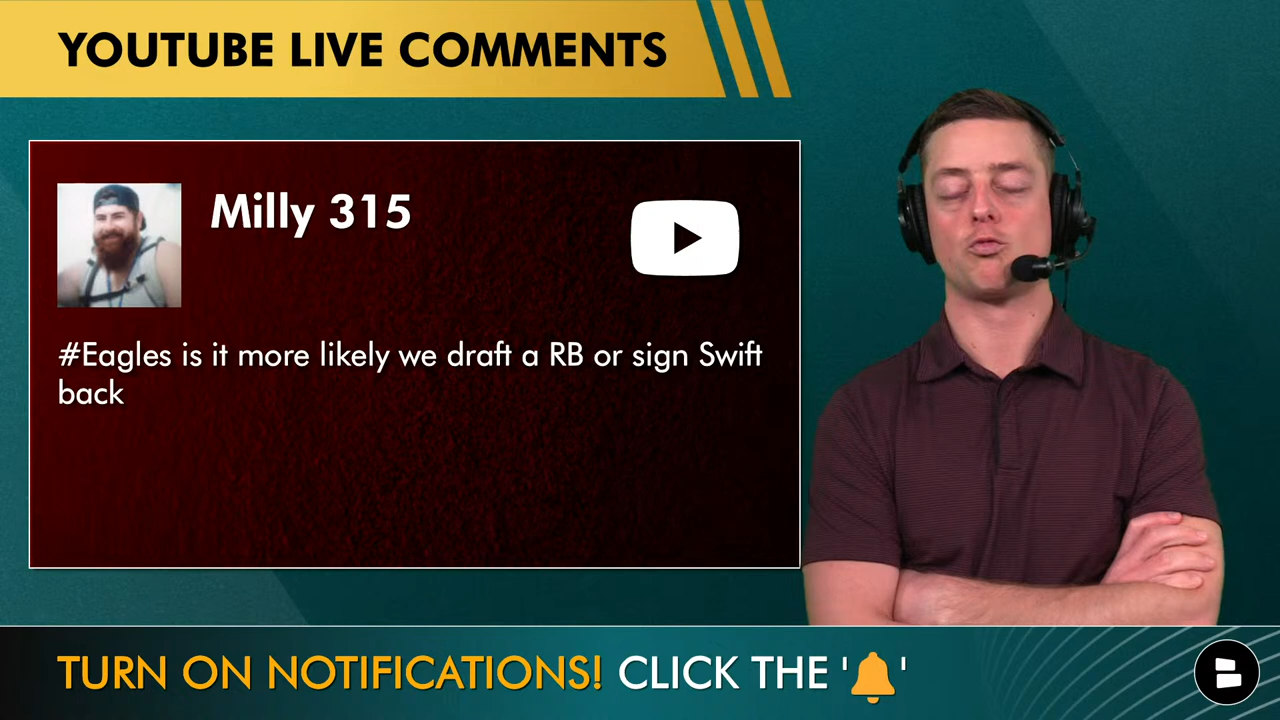 YOUTUBE LIVE COMMENTS
Milly 315
#Eagles is it more likely we draft a RB or sign Swift
back
TURN ON NOTIFICATIONS! CLICK THE '🔔'